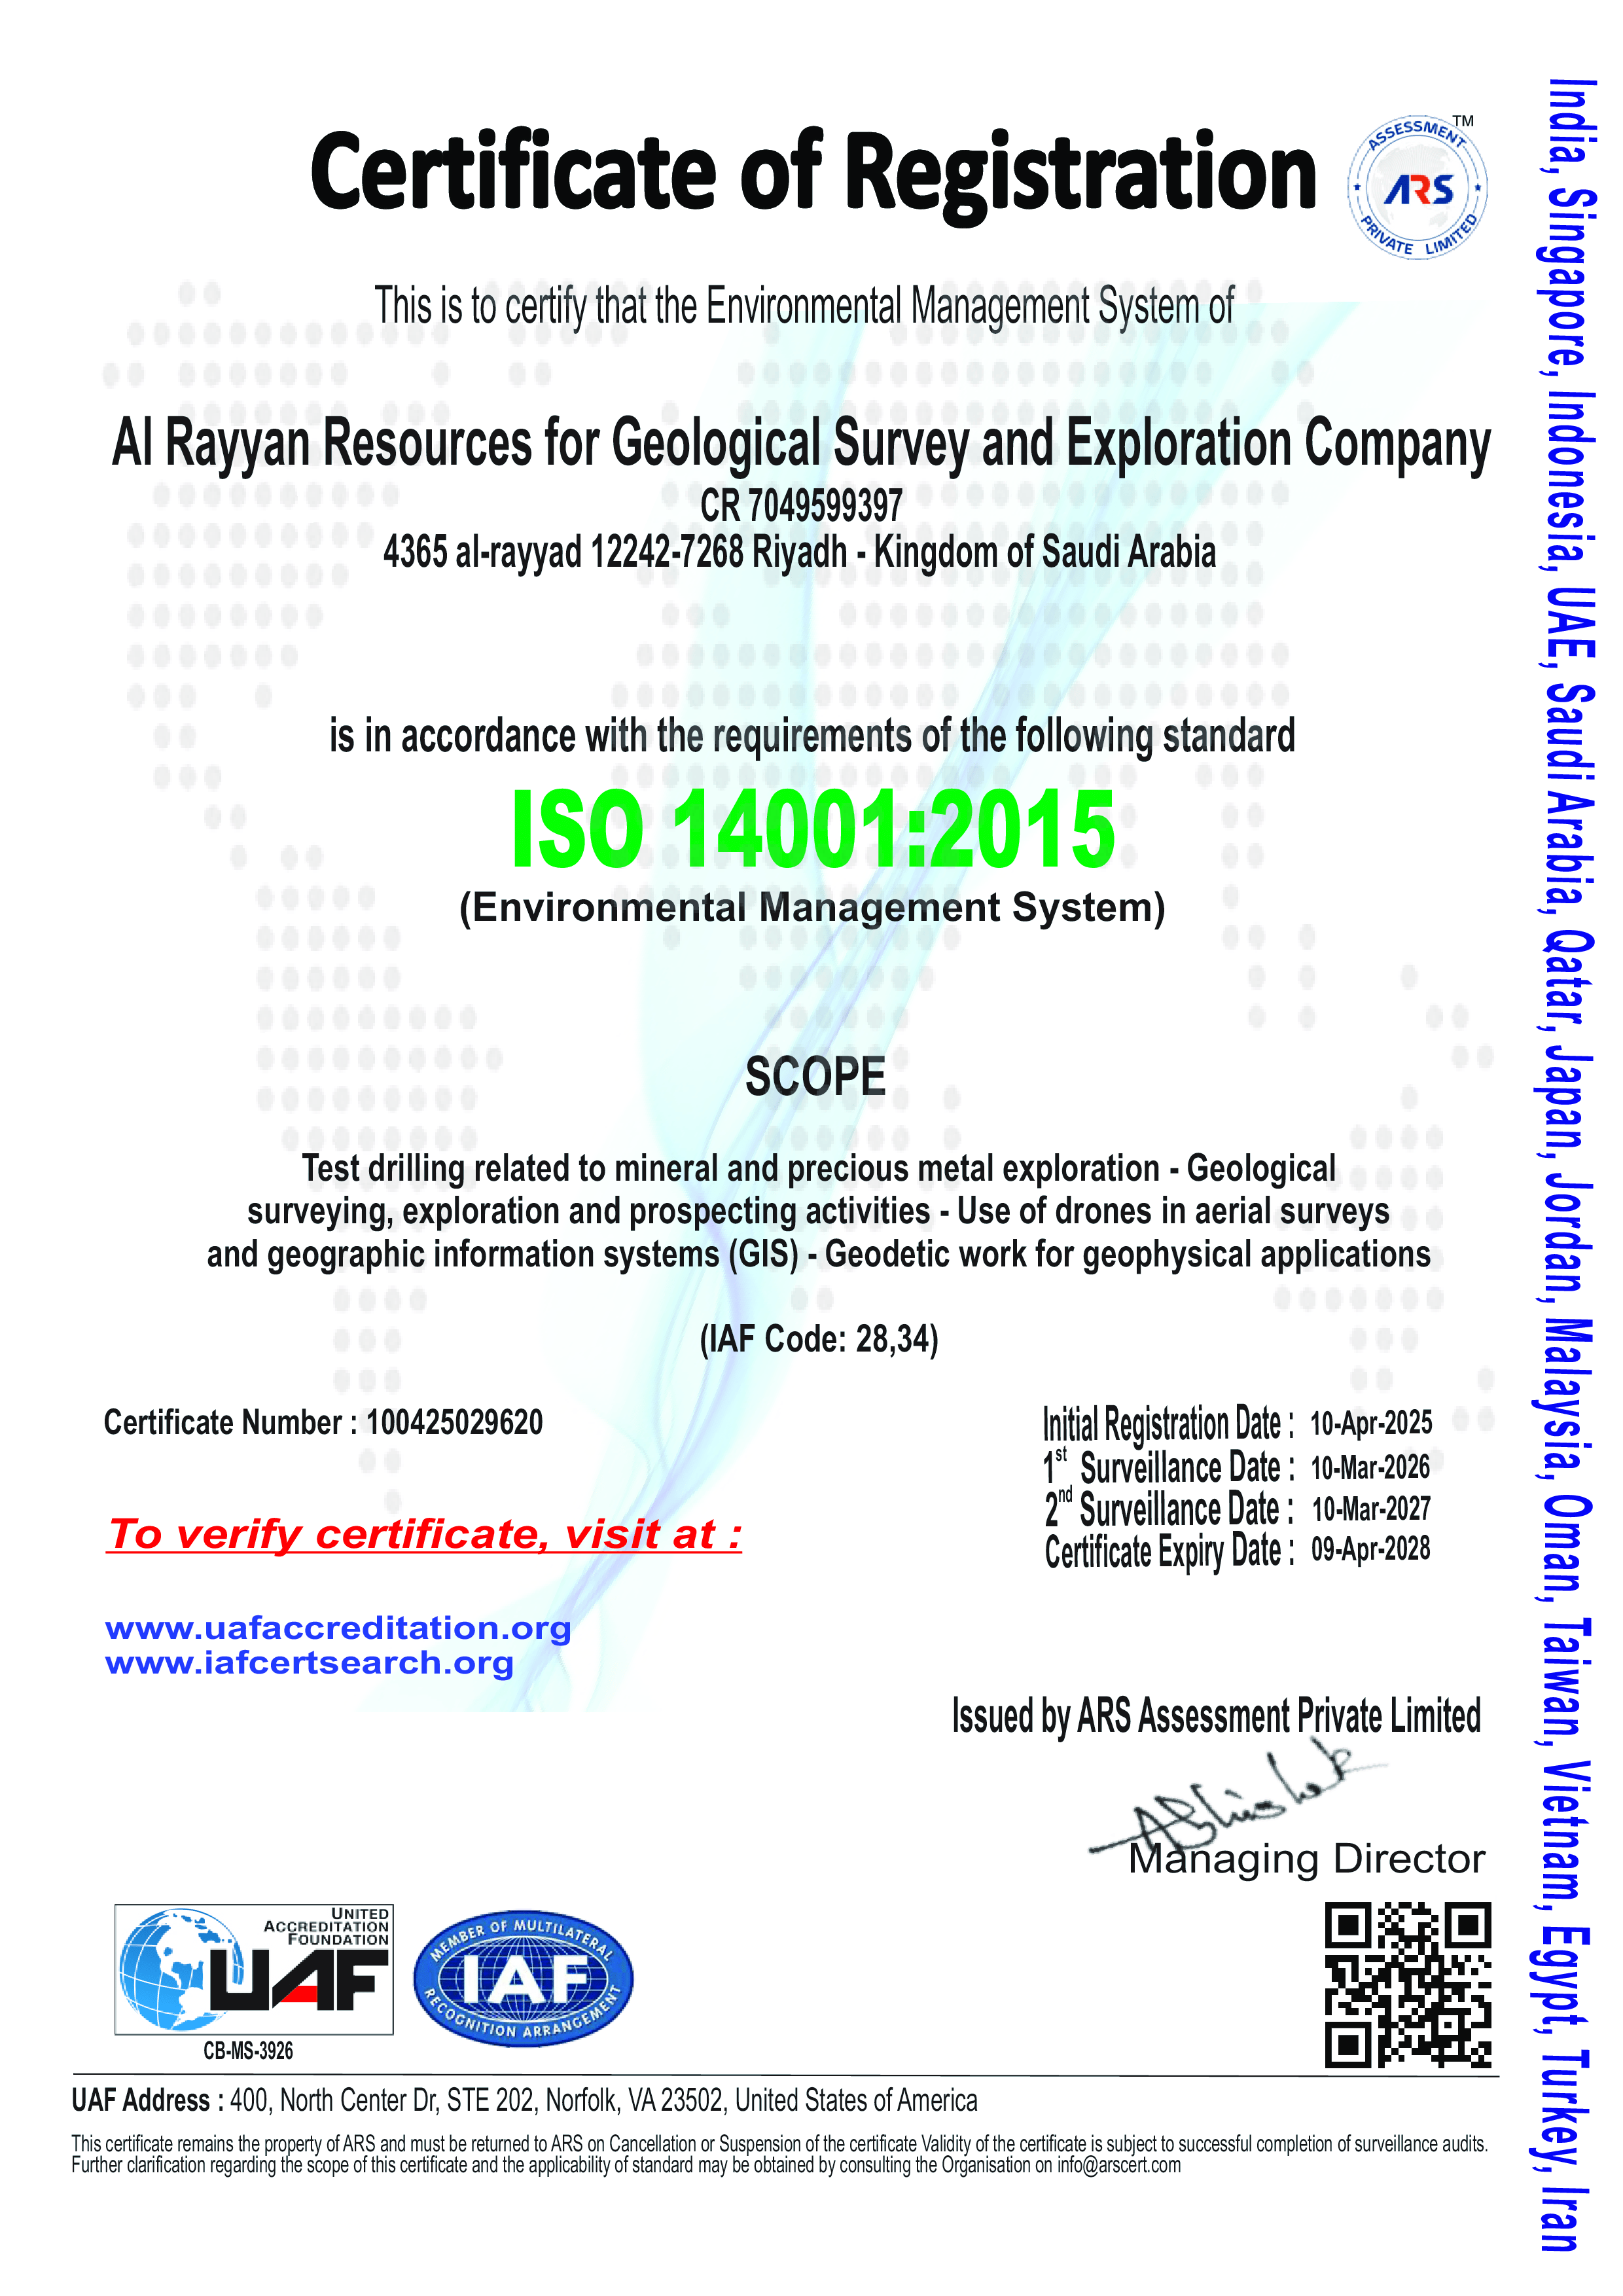 Certificate of Registration
ASSESSMENT
TM
ARS
PRIVATE LIMITED
This is to certify that the Environmental Management System of
Al Rayyan Resources for Geological Survey and Exploration Company
CR 7049599397
4365 al-rayyad 12242-7268 Riyadh - Kingdom of Saudi Arabia
is in accordance with the requirements of the following standard
ISO 14001:2015
(Environmental Management System)
SCOPE
Test drilling related to mineral and precious metal exploration - Geological
surveying, exploration and prospecting activities - Use of drones in aerial surveys
and geographic information systems (GIS) - Geodetic work for geophysical applications
(IAF Code: 28,34)
Certificate Number : 100425029620
Initial Registration Date : 10-Apr-2025
1st Surveillance Date : 10-Mar-2026
2nd Surveillance Date : 10-Mar-2027
Certificate Expiry Date : 09-Apr-2028
To verify certificate, visit at :
www.uafaccreditation.org
www.iafcertsearch.org
Issued by ARS Assessment Private Limited
Abhishek
Managing Director
UNITED
ACCREDITATION
FOUNDATION
UAF
CB-MS-3926
MEMBER OF MULTILATERAL
IAF
RECOGNITION ARRANGEMENT
UAF Address : 400, North Center Dr, STE 202, Norfolk, VA 23502, United States of America
This certificate remains the property of ARS and must be returned to ARS on Cancellation or Suspension of the certificate Validity of the certificate is subject to successful completion of surveillance audits.
Further clarification regarding the scope of this certificate and the applicability of standard may be obtained by consulting the Organisation on info@arscert.com
India, Singapore, Indonesia, UAE, Saudi Arabia, Qatar, Japan, Jordan, Malaysia, Oman, Taiwan, Vietnam, Egypt, Turkey, Iran